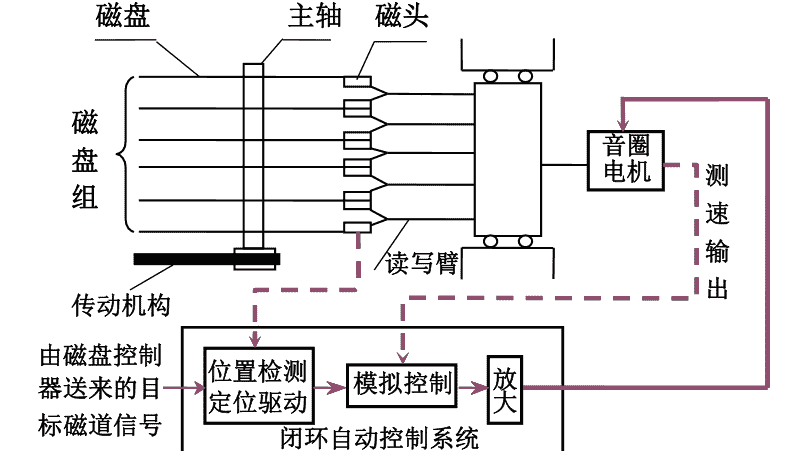 磁盘
主轴
磁头
磁盘组
音圈
电机
测速输出
读写臂
传动机构
由磁盘控制
器送来的目
标磁道信号
位置检测
定位驱动
模拟控制
放大
闭环自动控制系统